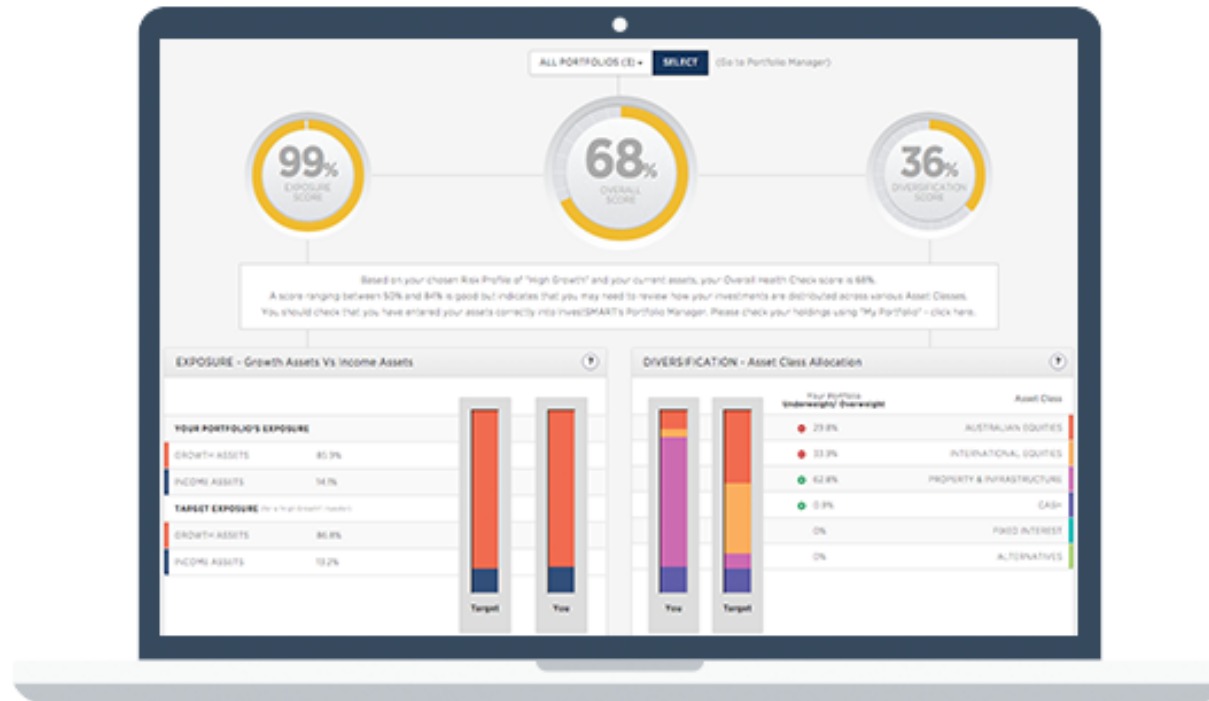 ALL PORTFOLIOS (3) SELECT (Go to Portfolio Manager)
99%
EXPOSURE
SCORE
68%
OVERALL
SCORE
36%
DIVERSIFICATION
SCORE
Based on your chosen Risk Profile of "High Growth" and your current assets, your Overall Health Check score is 68%.
A score ranging between 50% and 84% is good but indicates that you may need to review how your investments are distributed across various Asset Classes.
You should check that you have entered your assets correctly into InvestSMART's Portfolio Manager. Please check your holdings using "My Portfolio" - click here.
EXPOSURE - Growth Assets Vs Income Assets ?
YOUR PORTFOLIO'S EXPOSURE
GROWTH ASSETS 85.9%
INCOME ASSETS 14.1%
TARGET EXPOSURE (for a "High Growth" investor)
GROWTH ASSETS 86.8%
INCOME ASSETS 13.2%
Target You
DIVERSIFICATION - Asset Class Allocation ?
Your Portfolio Asset Class
Underweight/ Overweight
29.8% AUSTRALIAN EQUITIES
33.9% INTERNATIONAL EQUITIES
62.8% PROPERTY & INFRASTRUCTURE
0.9% CASH
0% FIXED INTEREST
0% ALTERNATIVES
You Target